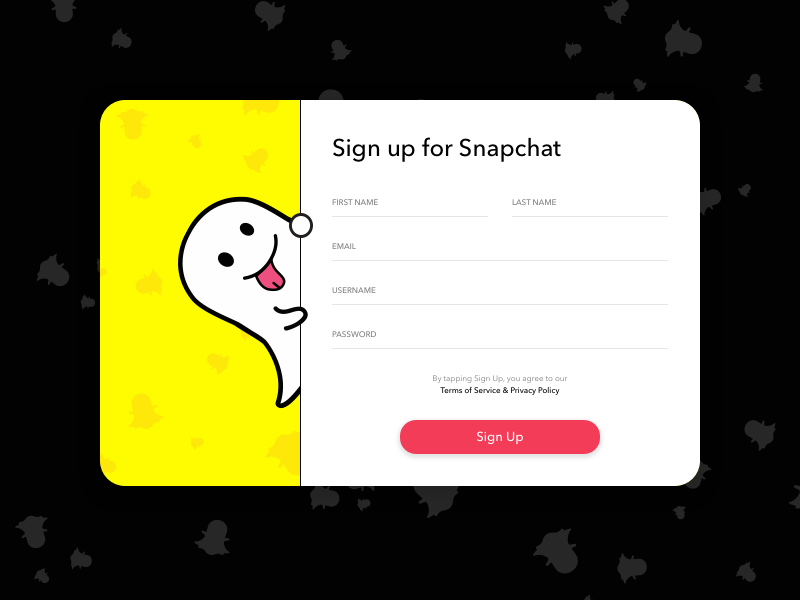 Sign up for Snapchat
FIRST NAME LAST NAME
EMAIL
USERNAME
PASSWORD
By tapping Sign Up, you agree to our
Terms of Service & Privacy Policy
Sign Up